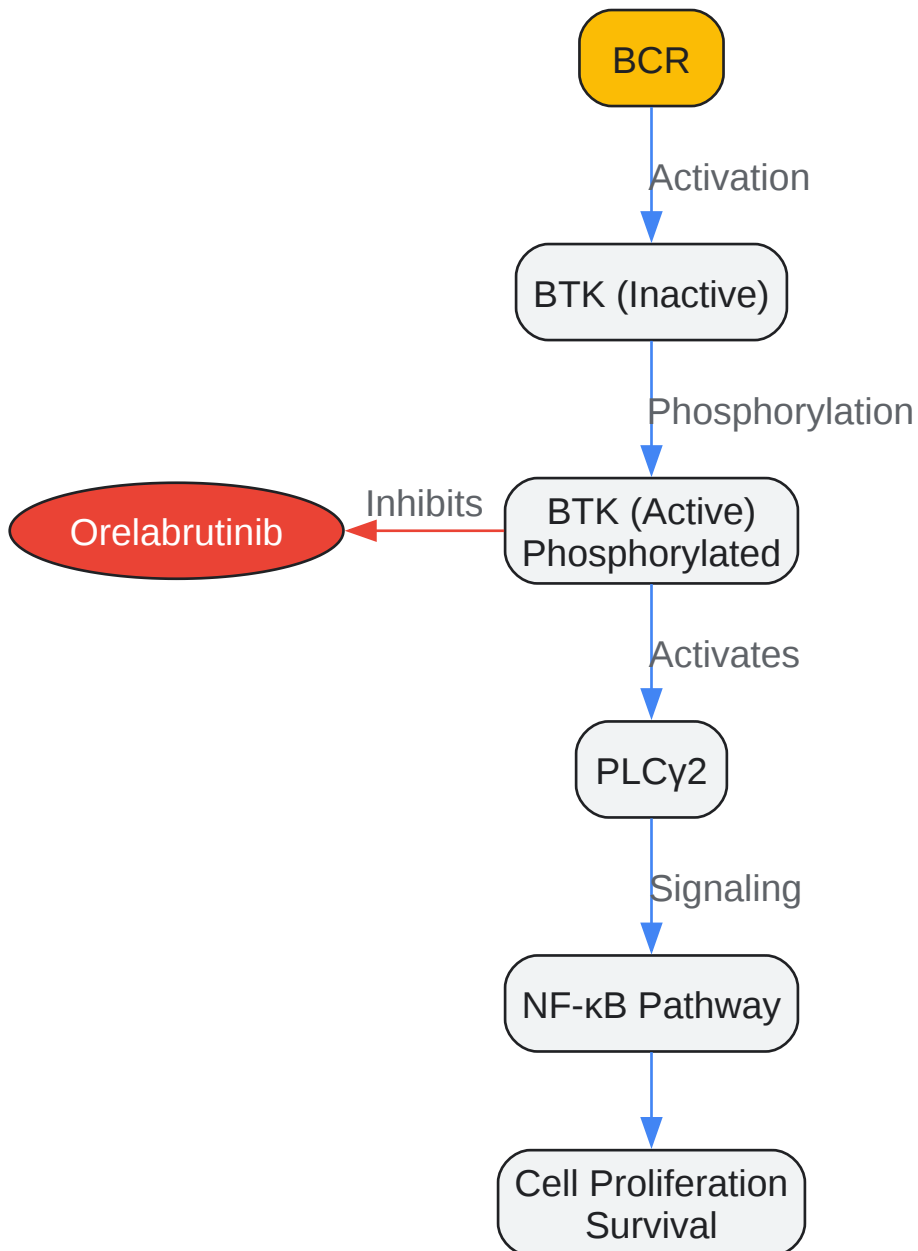 BCR
Activation
BTK (Inactive)
Phosphorylation
Inhibits
Orelabrutinib
BTK (Active)
Phosphorylated
Activates
PLCγ2
Signaling
NF-κB Pathway
Cell Proliferation
Survival